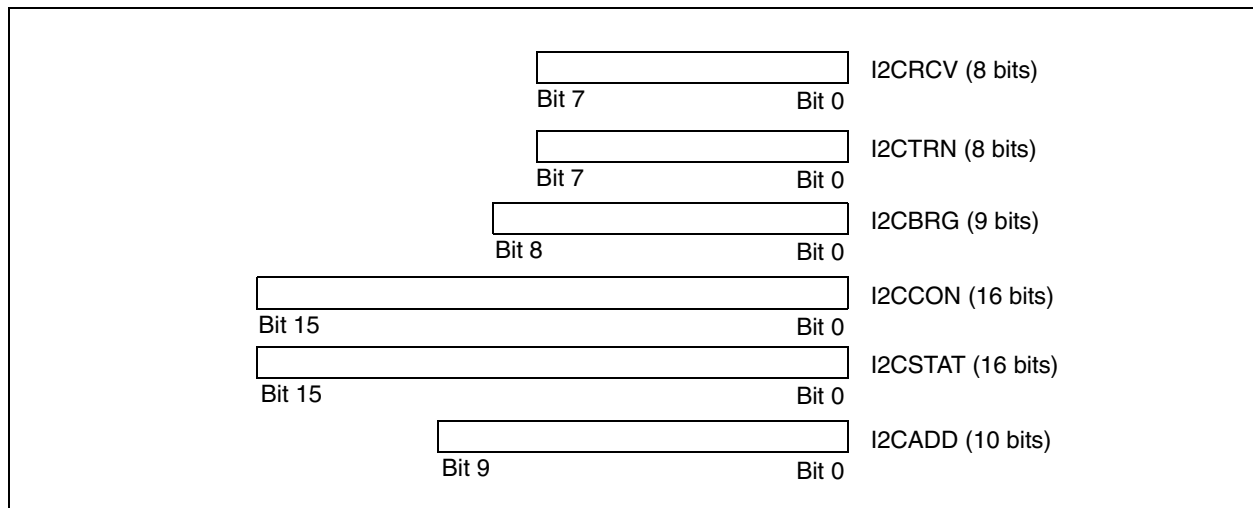 I2CRCV (8 bits)
Bit 7 Bit 0
I2CTRN (8 bits)
Bit 7 Bit 0
I2CBRG (9 bits)
Bit 8 Bit 0
I2CCON (16 bits)
Bit 15 Bit 0
I2CSTAT (16 bits)
Bit 15 Bit 0
I2CADD (10 bits)
Bit 9 Bit 0